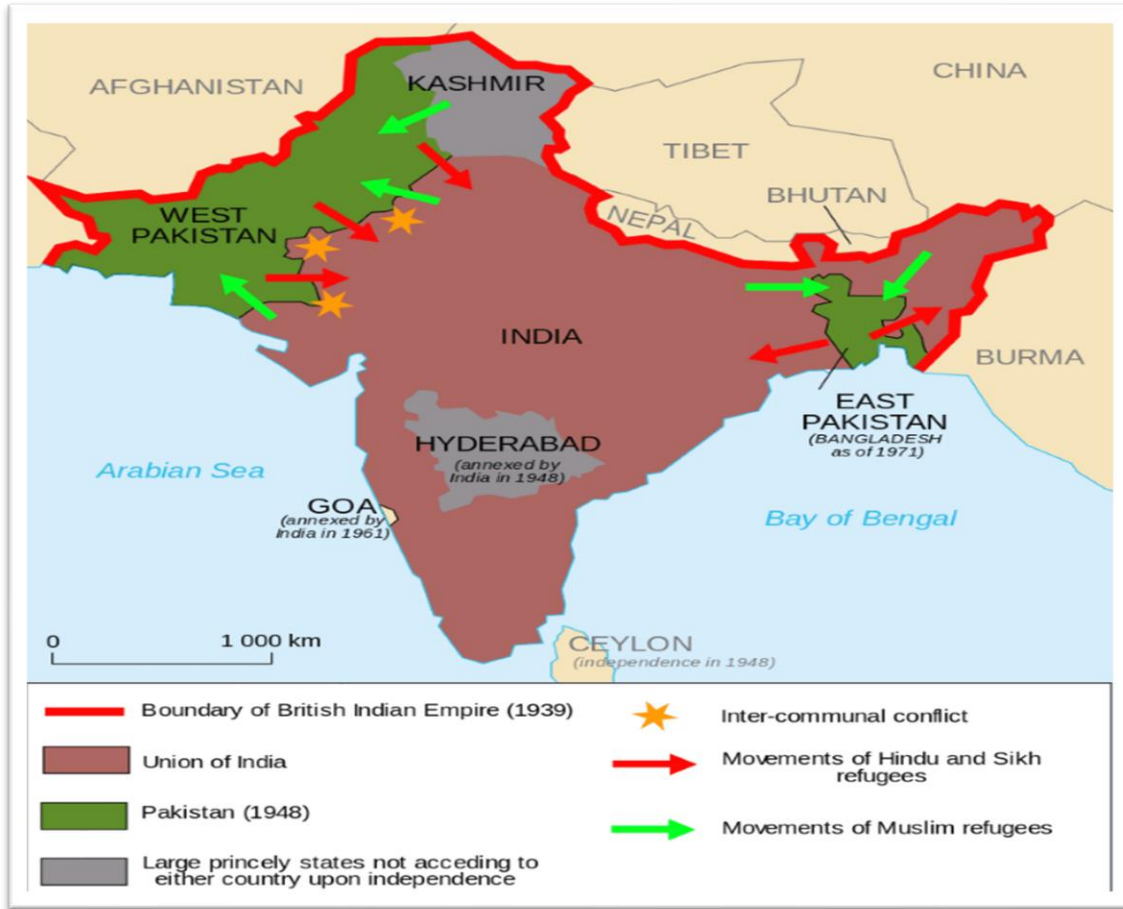 AFGHANISTAN
KASHMIR
CHINA
TIBET
BHUTAN
NEPAL
WEST
PAKISTAN
INDIA
BURMA
EAST
PAKISTAN
(BANGLADESH
as of 1971)
HYDERABAD
(annexed by
India in 1948)
Arabian Sea
GOA
(annexed by
India in 1961)
Bay of Bengal
0 1 000 km
CEYLON
(independence in 1948)
Boundary of British Indian Empire (1939)
Union of India
Pakistan (1948)
Large princely states not acceding to
either country upon independence
Inter-communal conflict
Movements of Hindu and Sikh
refugees
Movements of Muslim refugees